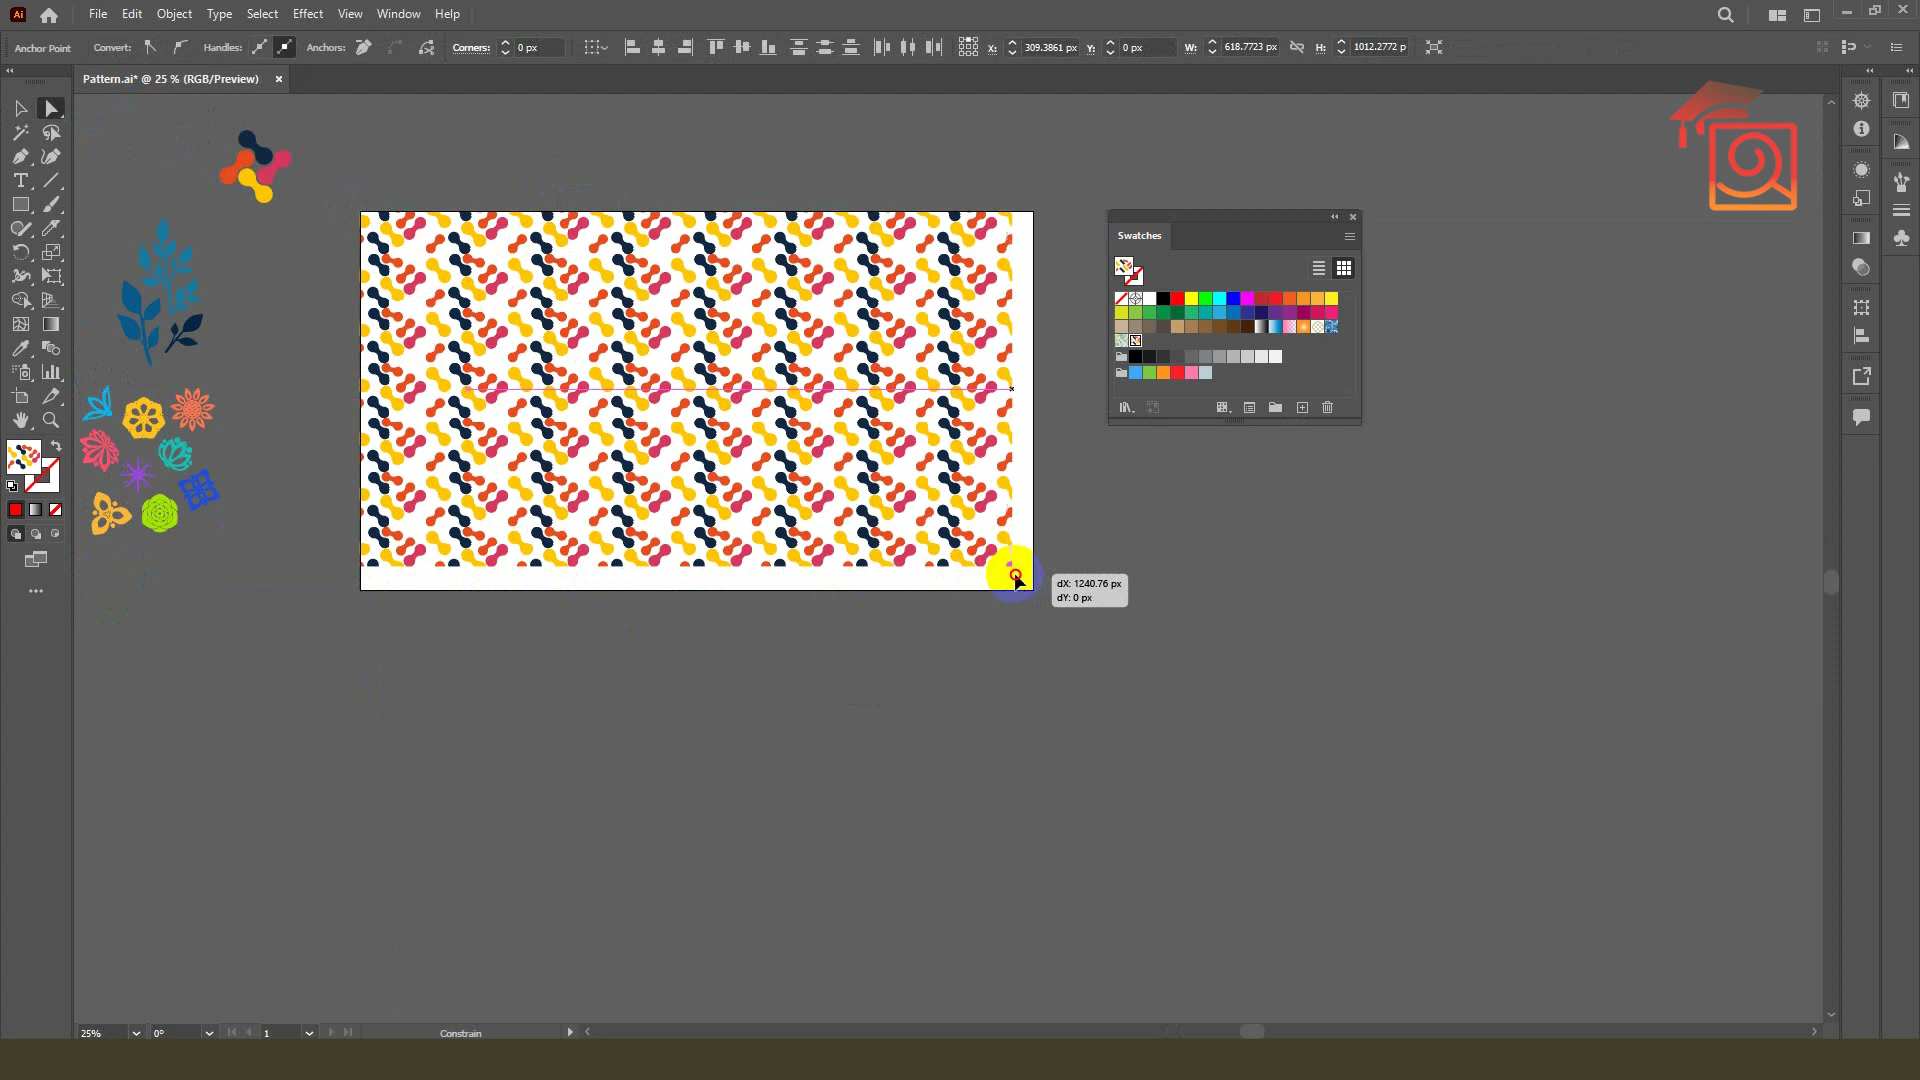 Ai File Edit Object Type Select Effect View Window Help
Anchor Point Convert: Handles: Anchors: Corners: 0 px X: 309.3861 px Y: 0 px W: 618.7723 px H: 1012.2772 p
Pattern.ai* @ 25 % (RGB/Preview)
Swatches
dX: 1240.76 px
dY: 0 px
25% 0° 1 Constrain